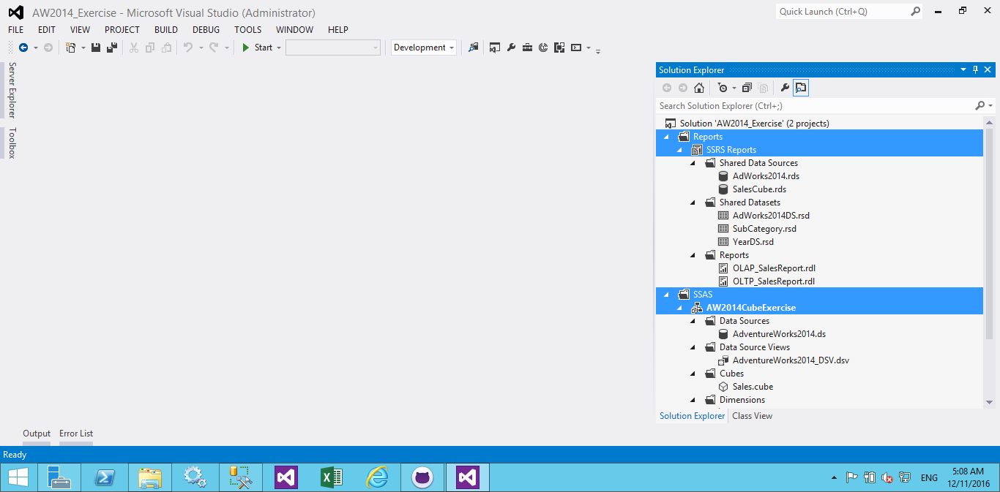 AW2014_Exercise - Microsoft Visual Studio (Administrator)
Quick Launch (Ctrl+Q)
FILE EDIT VIEW PROJECT BUILD DEBUG TOOLS WINDOW HELP
Start Development
Server Explorer
Toolbox
Solution Explorer
Search Solution Explorer (Ctrl+;)
Solution 'AW2014_Exercise' (2 projects)
Reports
SSRS Reports
Shared Data Sources
AdWorks2014.rds
SalesCube.rds
Shared Datasets
AdWorks2014DS.rsd
SubCategory.rsd
YearDS.rsd
Reports
OLAP_SalesReport.rdl
OLTP_SalesReport.rdl
SSAS
AW2014CubeExercise
Data Sources
AdventureWorks2014.ds
Data Source Views
AdventureWorks2014_DSV.dsv
Cubes
Sales.cube
Dimensions
Solution Explorer Class View
Output Error List
Ready
ENG
5:08 AM
12/11/2016